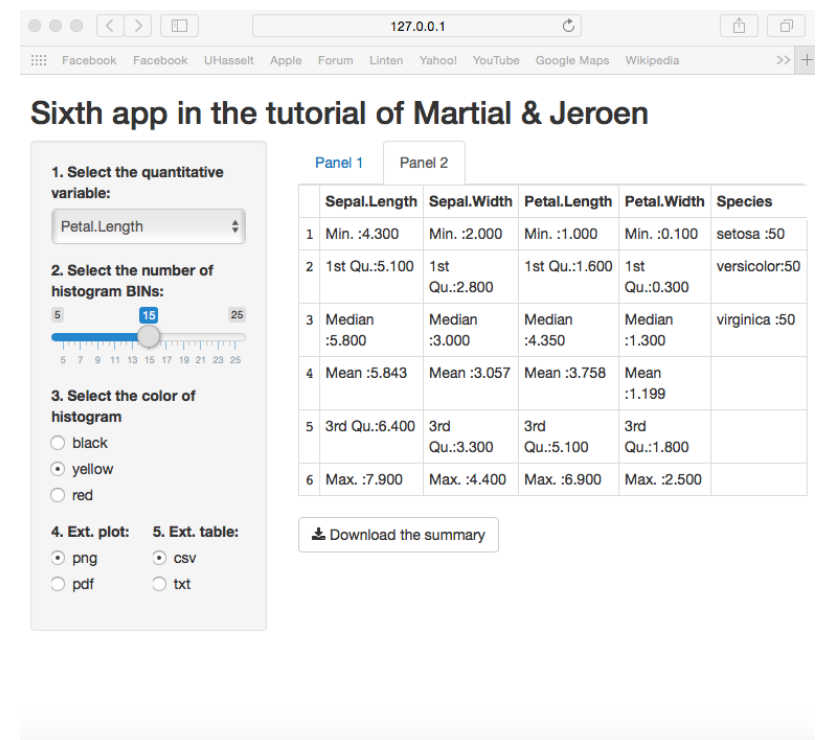 127.0.0.1
Facebook Facebook UHasselt Apple Forum Linten Yahoo! YouTube Google Maps Wikipedia >> +
Sixth app in the tutorial of Martial & Jeroen
1. Select the quantitative
variable:
Petal.Length
2. Select the number of
histogram BINs:
5 15 25
5 7 9 11 13 15 17 19 21 23 25
3. Select the color of
histogram
black
yellow
red
4. Ext. plot: 5. Ext. table:
png csv
pdf txt
Panel 1 Panel 2
Sepal.Length Sepal.Width Petal.Length Petal.Width Species
1 Min. :4.300 Min. :2.000 Min. :1.000 Min. :0.100 setosa :50
2 1st Qu.:5.100 1st 1st Qu.:1.600 1st versicolor:50
Qu.:2.800 Qu.:0.300
3 Median Median Median Median virginica :50
:5.800 :3.000 :4.350 :1.300
4 Mean :5.843 Mean :3.057 Mean :3.758 Mean
:1.199
5 3rd Qu.:6.400 3rd 3rd 3rd
Qu.:3.300 Qu.:5.100 Qu.:1.800
6 Max. :7.900 Max. :4.400 Max. :6.900 Max. :2.500
Download the summary